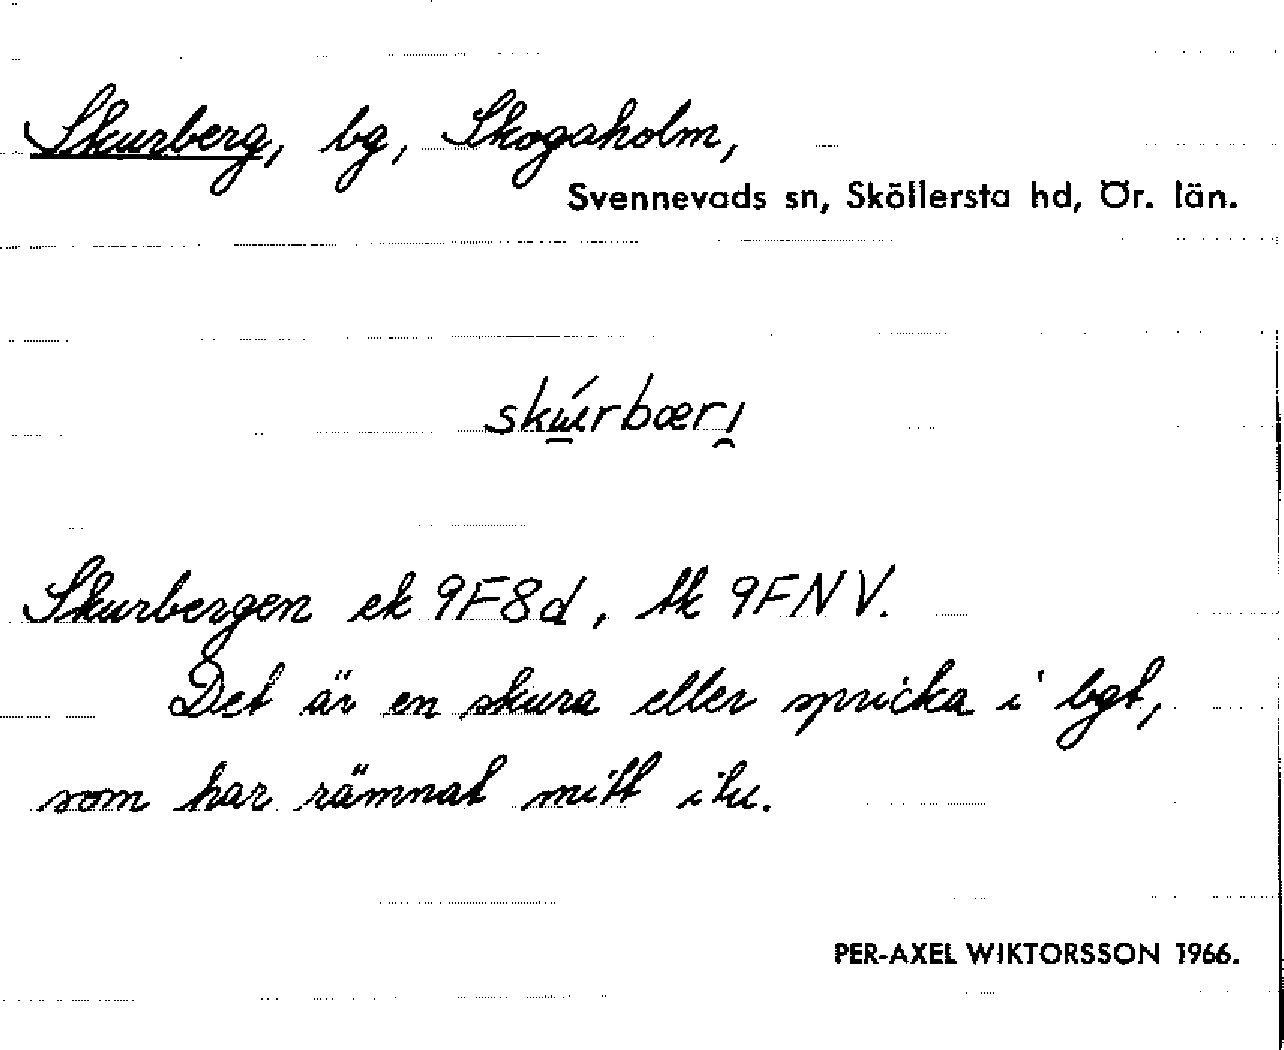 Skurberg, bg, Skogaholm,
Svennevads sn, Sköllersta hd, Ör. län.
skúrbærı
Skurbergen ek 9F8d, tk 9FNV.
Det är en skura eller spricka i bgt,
som har rämnat mitt itu.
PER-AXEL WIKTORSSON 1966.